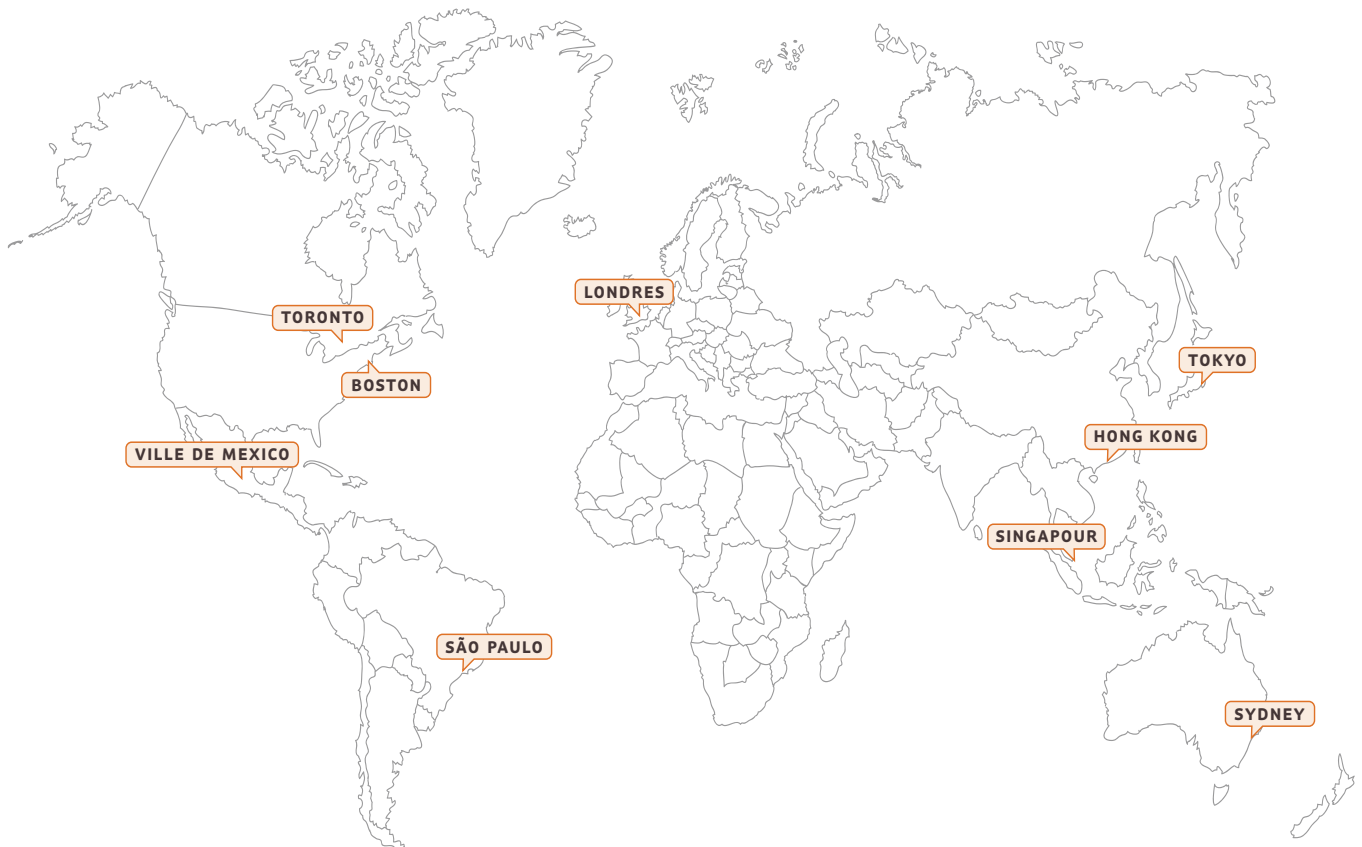 LONDRES
TORONTO
TOKYO
BOSTON
HONG KONG
VILLE DE MEXICO
SINGAPOUR
SÃO PAULO
SYDNEY